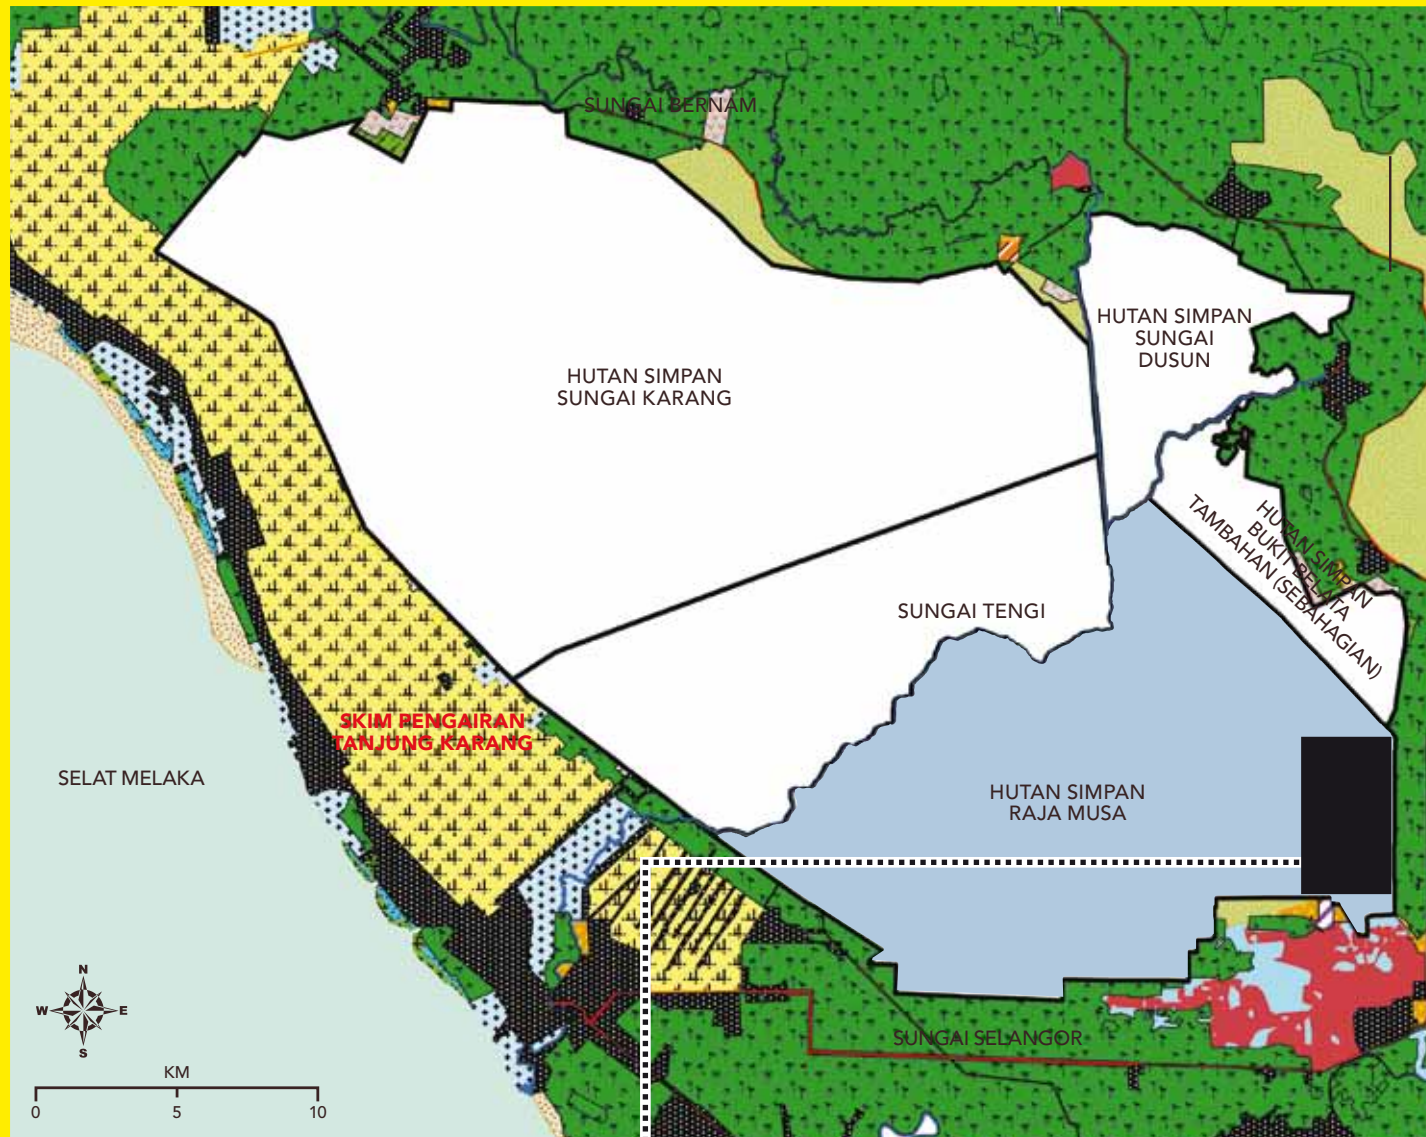 SUNGAI BERNAM
HUTAN SIMPAN
SUNGAI
DUSUN
HUTAN SIMPAN
SUNGAI KARANG
HUTAN SIMPAN
BUKIT BELATA
TAMBAHAN (SEBAHAGIAN)
SUNGAI TENGI
SKIM PENGAIRAN
TANJUNG KARANG
SELAT MELAKA
HUTAN SIMPAN
RAJA MUSA
SUNGAI SELANGOR
N
W E
S
KM
0 5 10